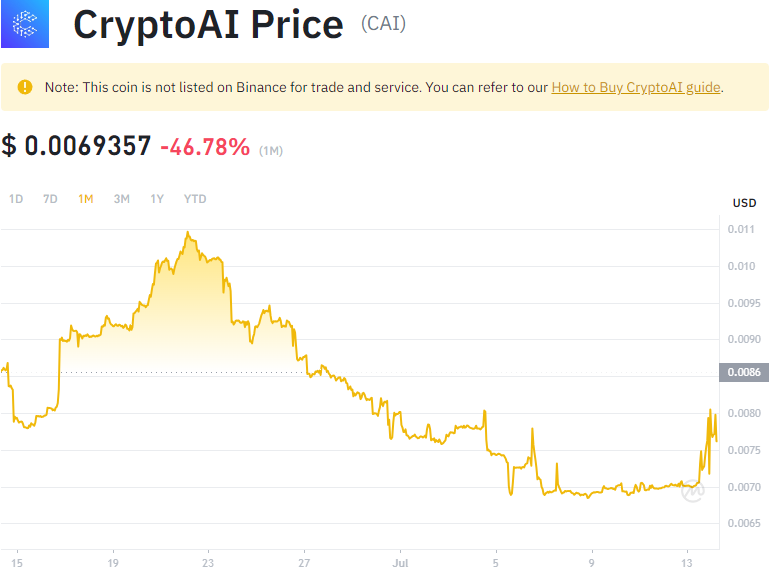 CryptoAI Price (CAI)
Note: This coin is not listed on Binance for trade and service. You can refer to our How to Buy CryptoAI guide.
$ 0.0069357 -46.78% (1M)
1D 7D 1M 3M 1Y YTD
USD
0.011
0.010
0.0095
0.0090
0.0086
0.0080
0.0075
0.0070
0.0065
15 19 23 27 Jul 5 9 13